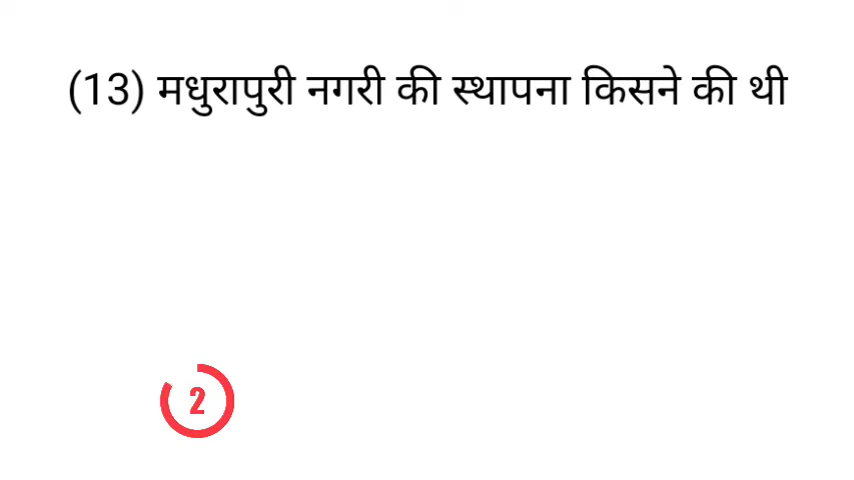 (13) मधुरापुरी नगरी की स्थापना किसने की थी
2